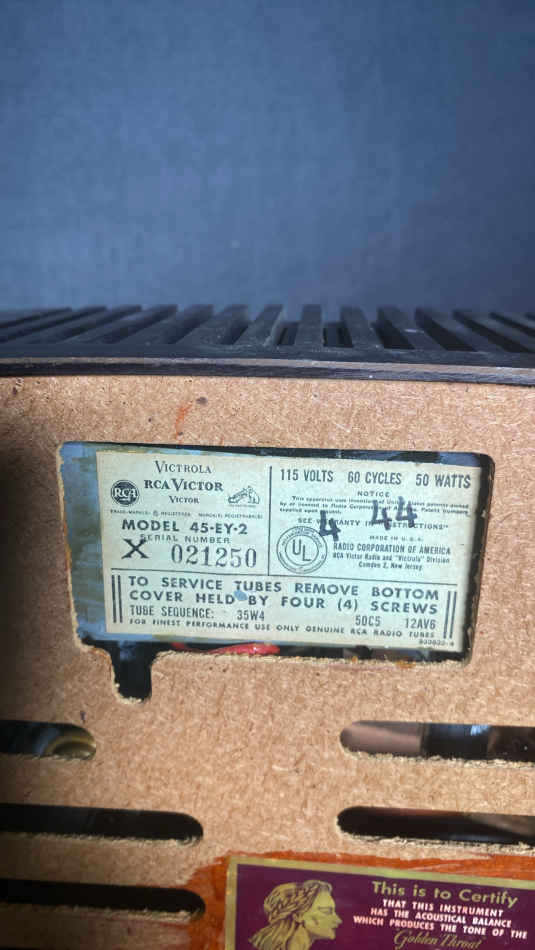 VICTROLA
RCA VICTOR
VICTOR
RCA
MODEL 45-EY-2
X SERIAL NUMBER
021250
115 VOLTS 60 CYCLES 50 WATTS
NOTICE
4 44
UL
MADE IN U.S.A.
RADIO CORPORATION OF AMERICA
RCA Victor Radio and "Victrola" Division
Camden 2, New Jersey
TO SERVICE TUBES REMOVE BOTTOM
COVER HELD BY FOUR (4) SCREWS
TUBE SEQUENCE: 35W4 50C5 12AV6
FOR FINEST PERFORMANCE USE ONLY GENUINE RCA RADIO TUBES
This is to Certify
THAT THIS INSTRUMENT
HAS THE ACOUSTICAL BALANCE
WHICH PRODUCES THE TONE OF THE
Golden Throat